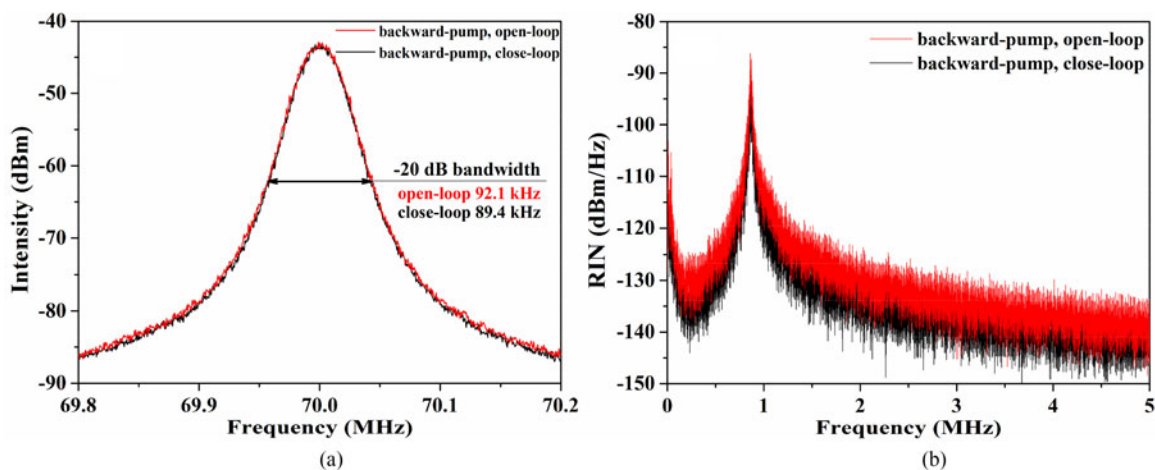 -40
-50
-60
-70
-80
-90
Intensity (dBm)
backward-pump, open-loop
backward-pump, close-loop
-20 dB bandwidth
open-loop 92.1 kHz
close-loop 89.4 kHz
69.8 69.9 70.0 70.1 70.2
Frequency (MHz)
(a)
-80
-90
-100
-110
-120
-130
-140
-150
RIN (dBm/Hz)
backward-pump, open-loop
backward-pump, close-loop
0 1 2 3 4 5
Frequency (MHz)
(b)